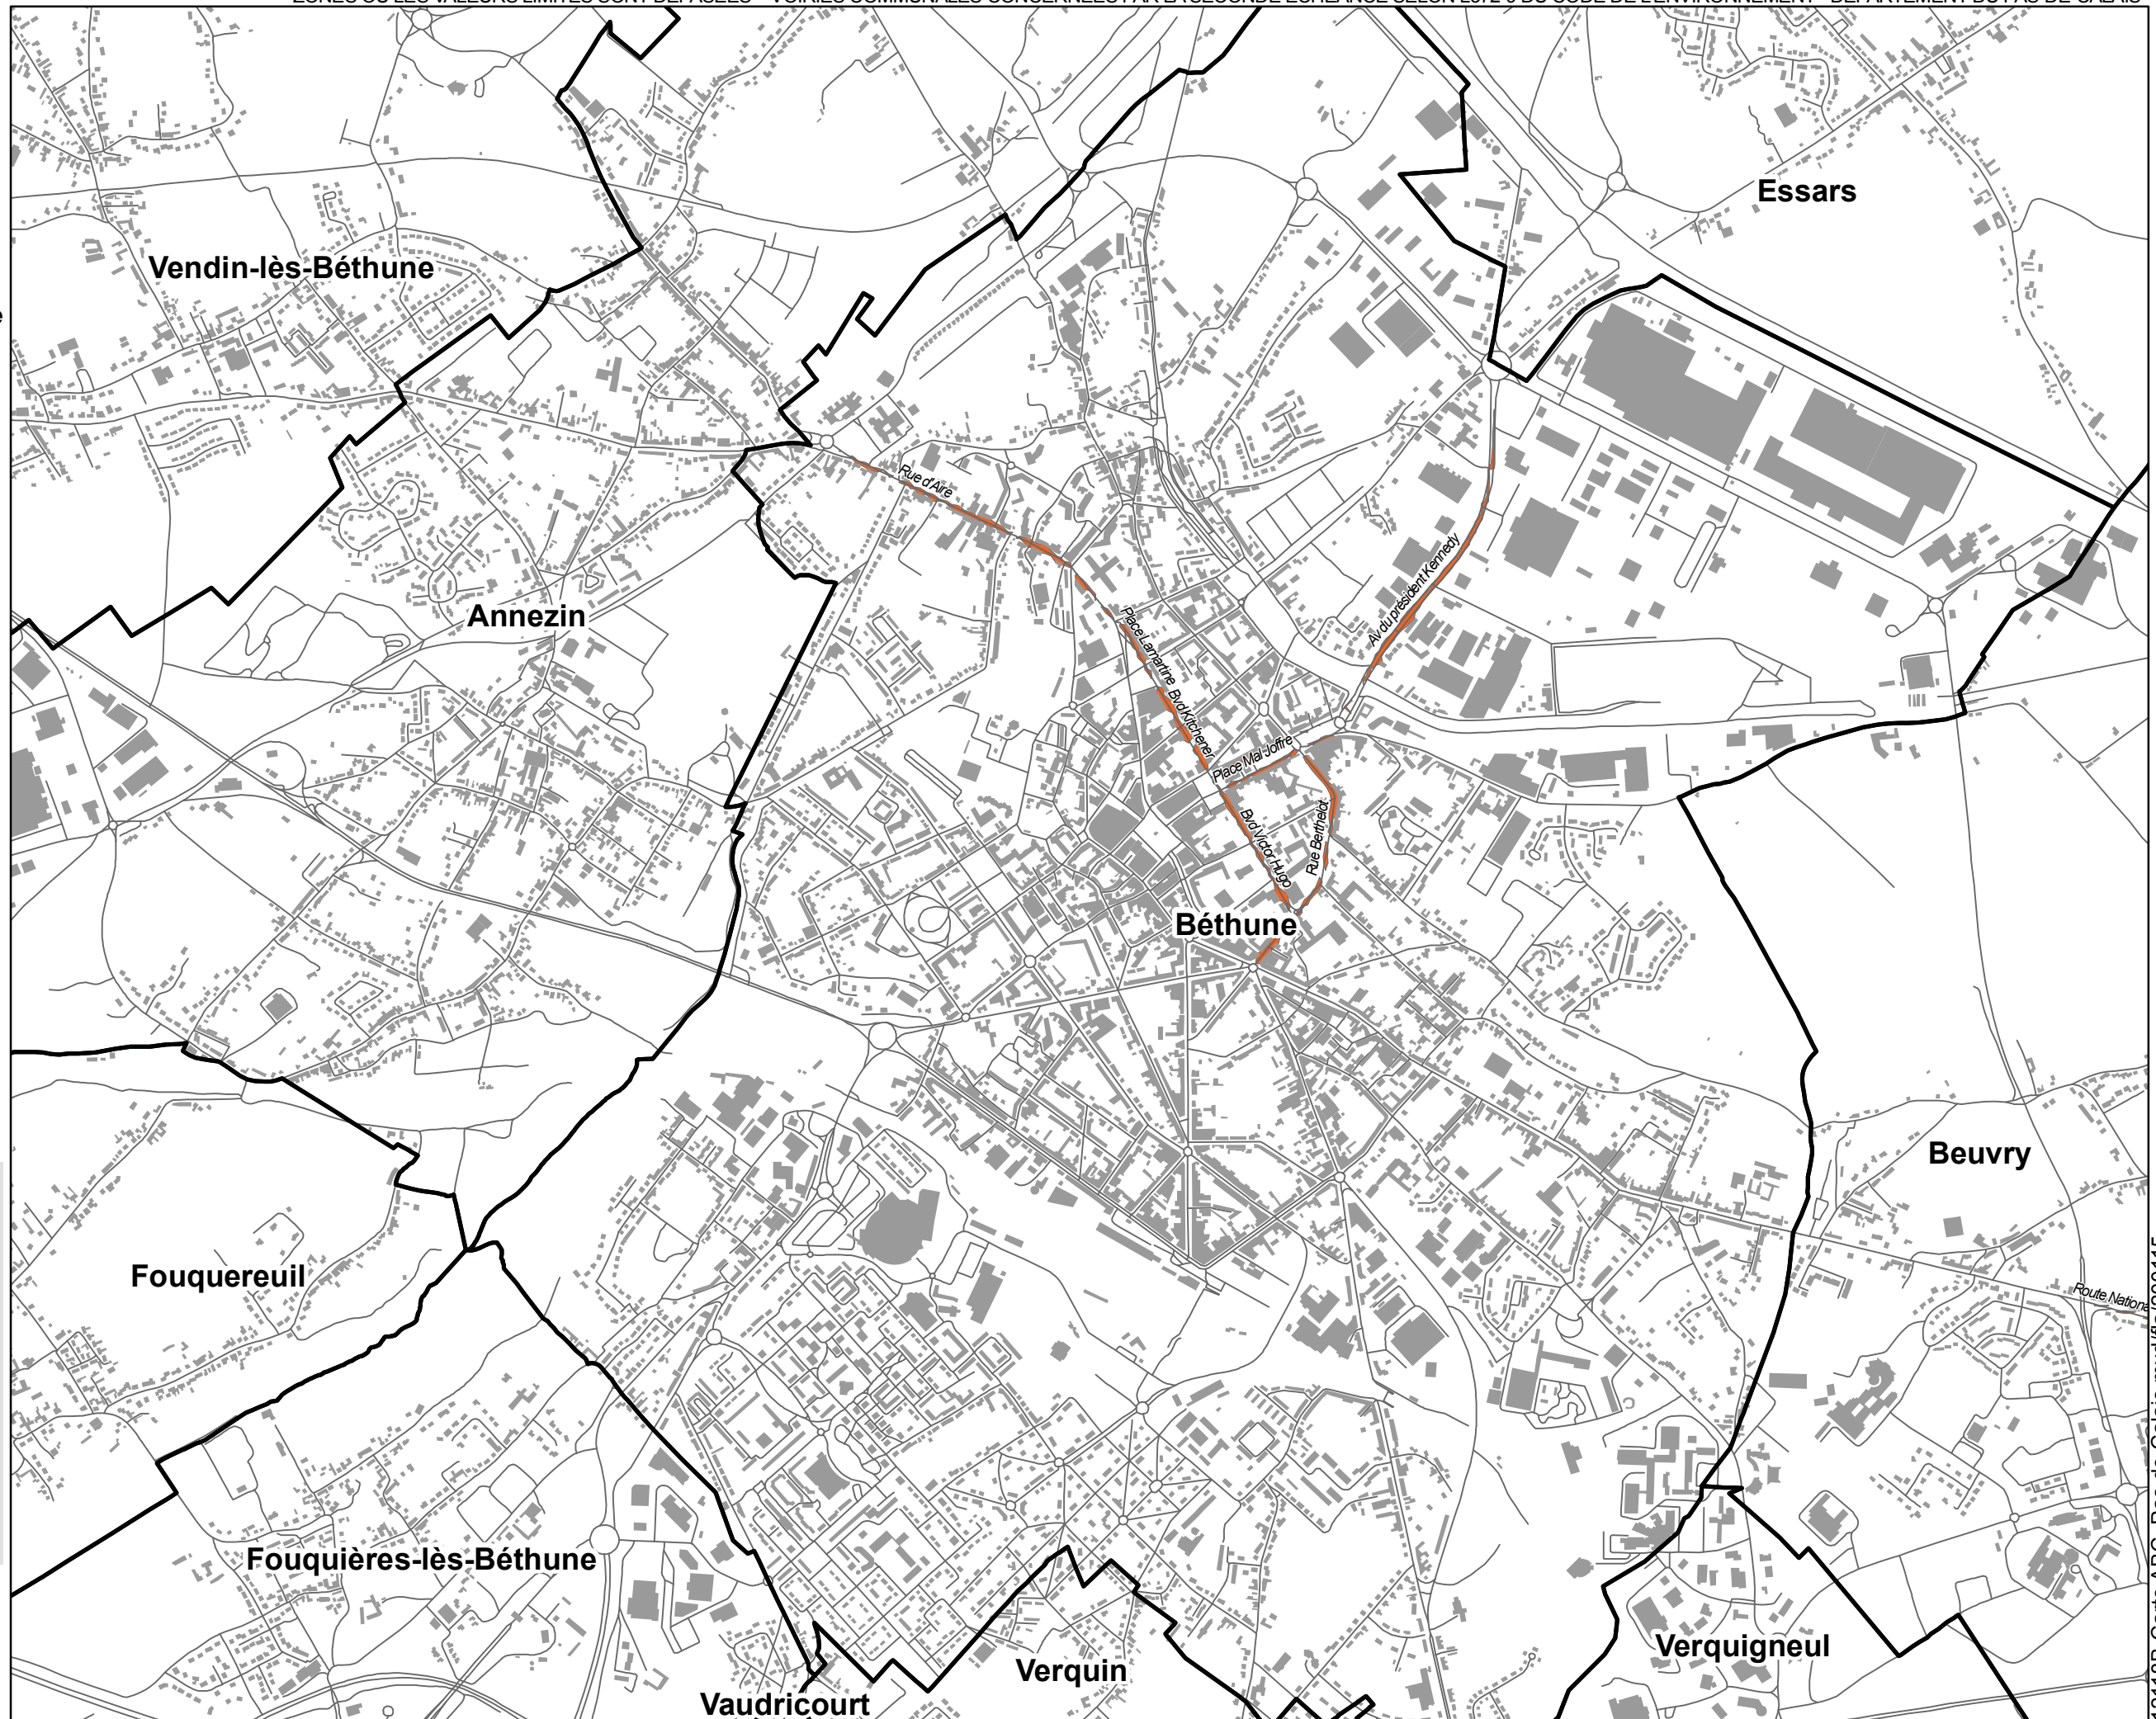 Essars
Vendin-lès-Béthune
Rue d'Aire
Av du président Kennedy
Annezin
Place Lamartine
Bvd Kitchener
Place Mal Joffre
Bvd Victor Hugo
Rue Berthelot
Béthune
Beuvry
Fouquereuil
Route Nationa
Fouquières-lès-Béthune
Verquigneul
Verquin
Vaudricourt